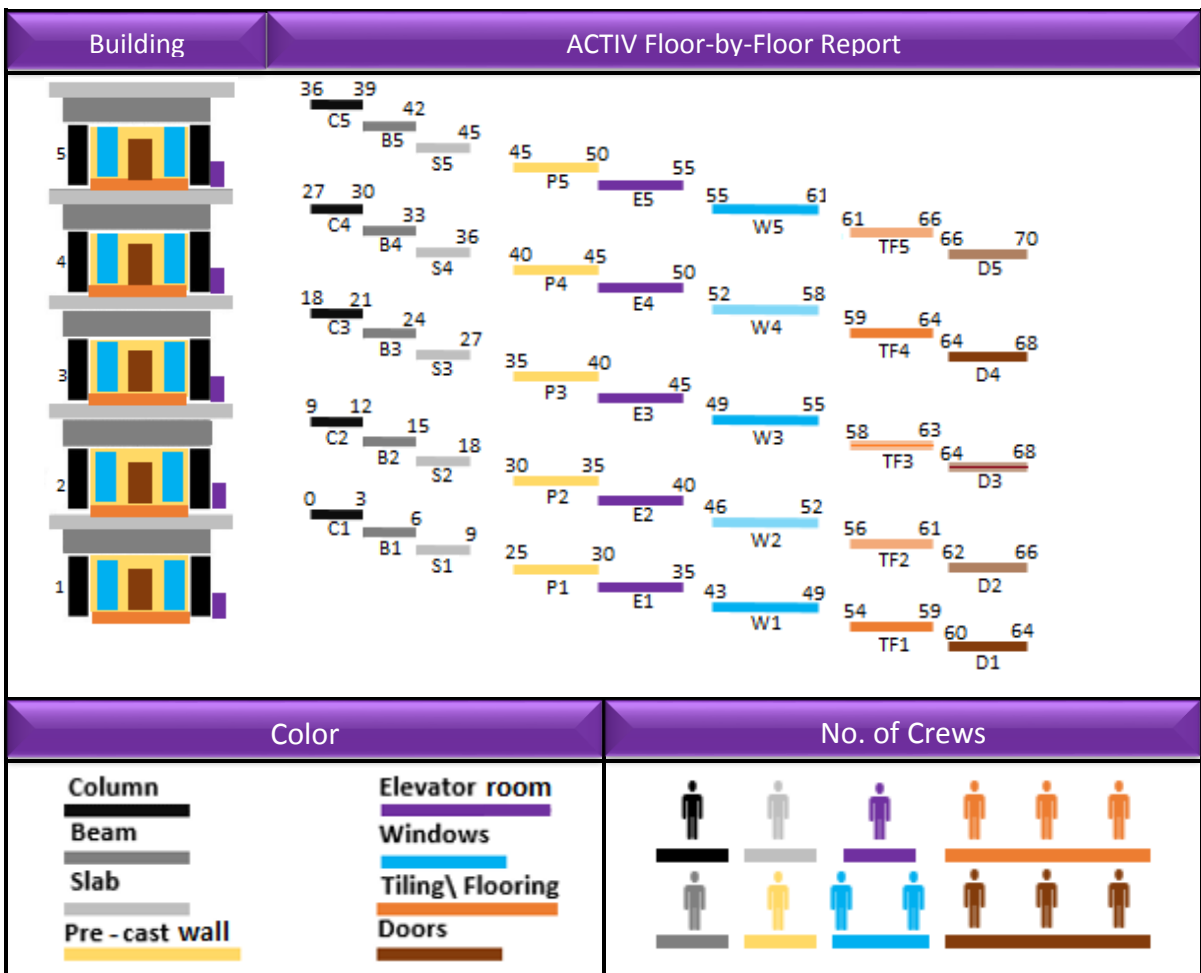 Building
ACTIV Floor-by-Floor Report
36 39
C5
42
B5
45
S5
45 50
P5
55
E5
55 61
W5
61 66
TF5
66 70
D5
5
27 30
C4
33
B4
36
S4
40 45
P4
50
E4
52 58
W4
59 64
TF4
64 68
D4
4
18 21
C3
24
B3
27
S3
35 40
P3
45
E3
49 55
W3
58 63
TF3
64 68
D3
3
9 12
C2
15
B2
18
S2
30 35
P2
40
E2
46 52
W2
56 61
TF2
62 66
D2
2
0 3
C1
6
B1
9
S1
25 30
P1
35
E1
43 49
W1
54 59
TF1
60 64
D1
1
Color
No. of Crews
Column
Elevator room
Beam
Windows
Slab
Tiling\ Flooring
Pre - cast wall
Doors